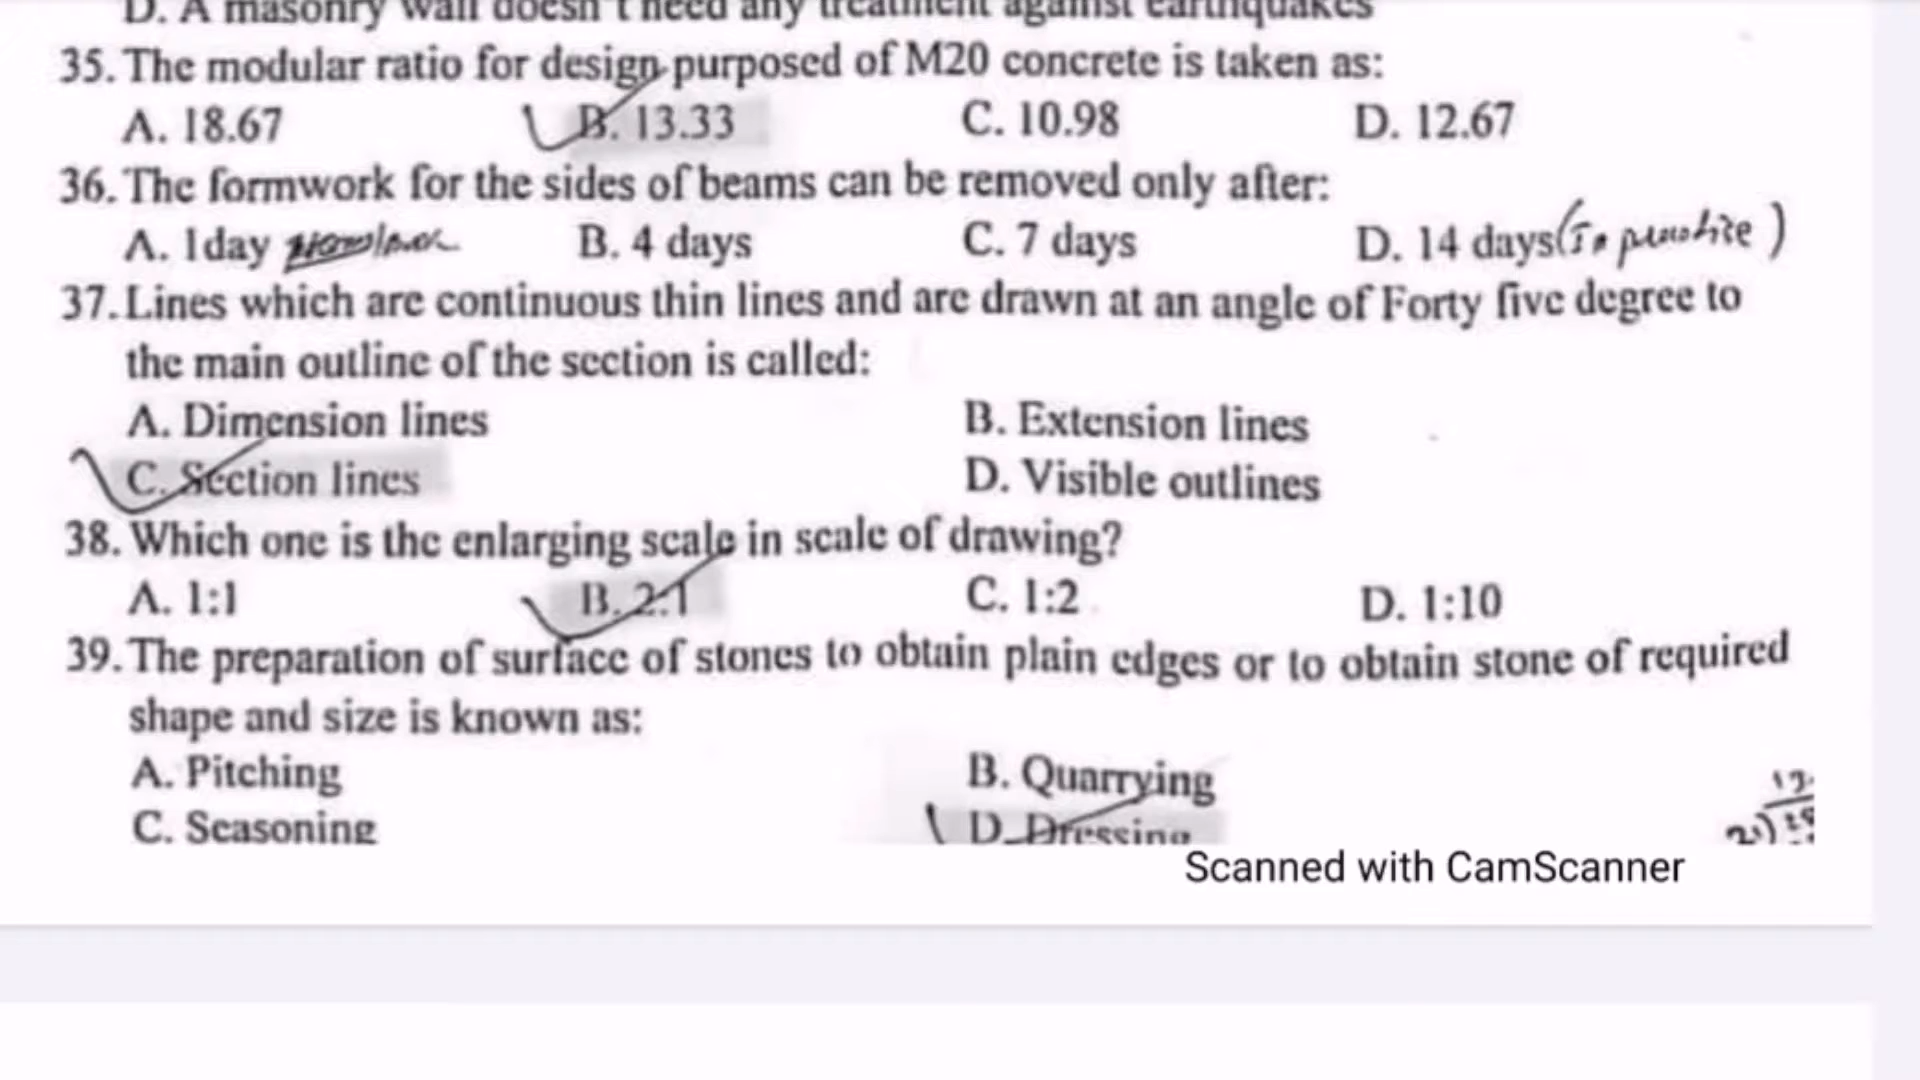 D. A masonry wall doesn't need any treatment against earthquakes
35. The modular ratio for design purposed of M20 concrete is taken as:
A. 18.67 B. 13.33 C. 10.98 D. 12.67
36. The formwork for the sides of beams can be removed only after:
A. 1day B. 4 days C. 7 days D. 14 days (In practice)
37. Lines which are continuous thin lines and are drawn at an angle of Forty five degree to
the main outline of the section is called:
A. Dimension lines B. Extension lines
C. Section lines D. Visible outlines
38. Which one is the enlarging scale in scale of drawing?
A. 1:1 B. 2:1 C. 1:2 D. 1:10
39. The preparation of surface of stones to obtain plain edges or to obtain stone of required
shape and size is known as:
A. Pitching B. Quarrying
C. Seasoning D. Dressing
Scanned with CamScanner